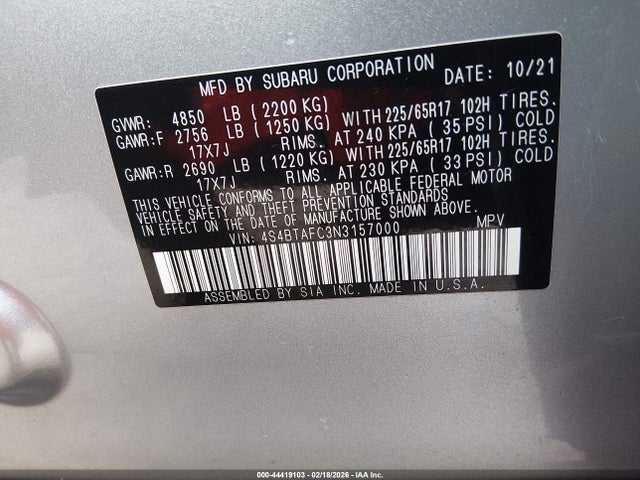 MFD BY SUBARU CORPORATION DATE: 10/21
GVWR: 4850 LB (2200 KG)
GAWR:F 2756 LB (1250 KG) WITH 225/65R17 102H TIRES.
17X7J RIMS. AT 240 KPA (35 PSI) COLD
GAWR:R 2690 LB (1220 KG) WITH 225/65R17 102H TIRES.
17X7J RIMS. AT 230 KPA (33 PSI) COLD
THIS VEHICLE CONFORMS TO ALL APPLICABLE FEDERAL MOTOR
VEHICLE SAFETY AND THEFT PREVENTION STANDARDS
IN EFFECT ON THE DATE OF MANUFACTURE SHOWN ABOVE.
VIN: 4S4BTAFC3N3157000 MPV
ASSEMBLED BY SIA INC. MADE IN U.S.A.
000-44419103 - 02/18/2026 - IAA Inc.